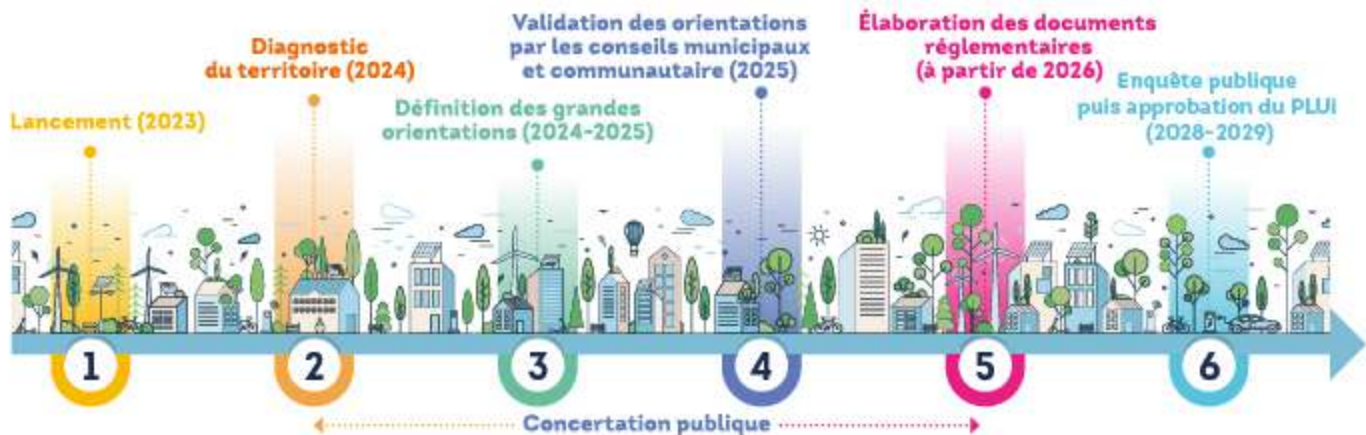 Lancement (2023)
Diagnostic
du territoire (2024)
Définition des grandes
orientations (2024-2025)
Validation des orientations
par les conseils municipaux
et communautaire (2025)
Élaboration des documents
réglementaires
(à partir de 2026)
Enquête publique
puis approbation du PLUi
(2028-2029)
1
2
3
4
5
6
Concertation publique